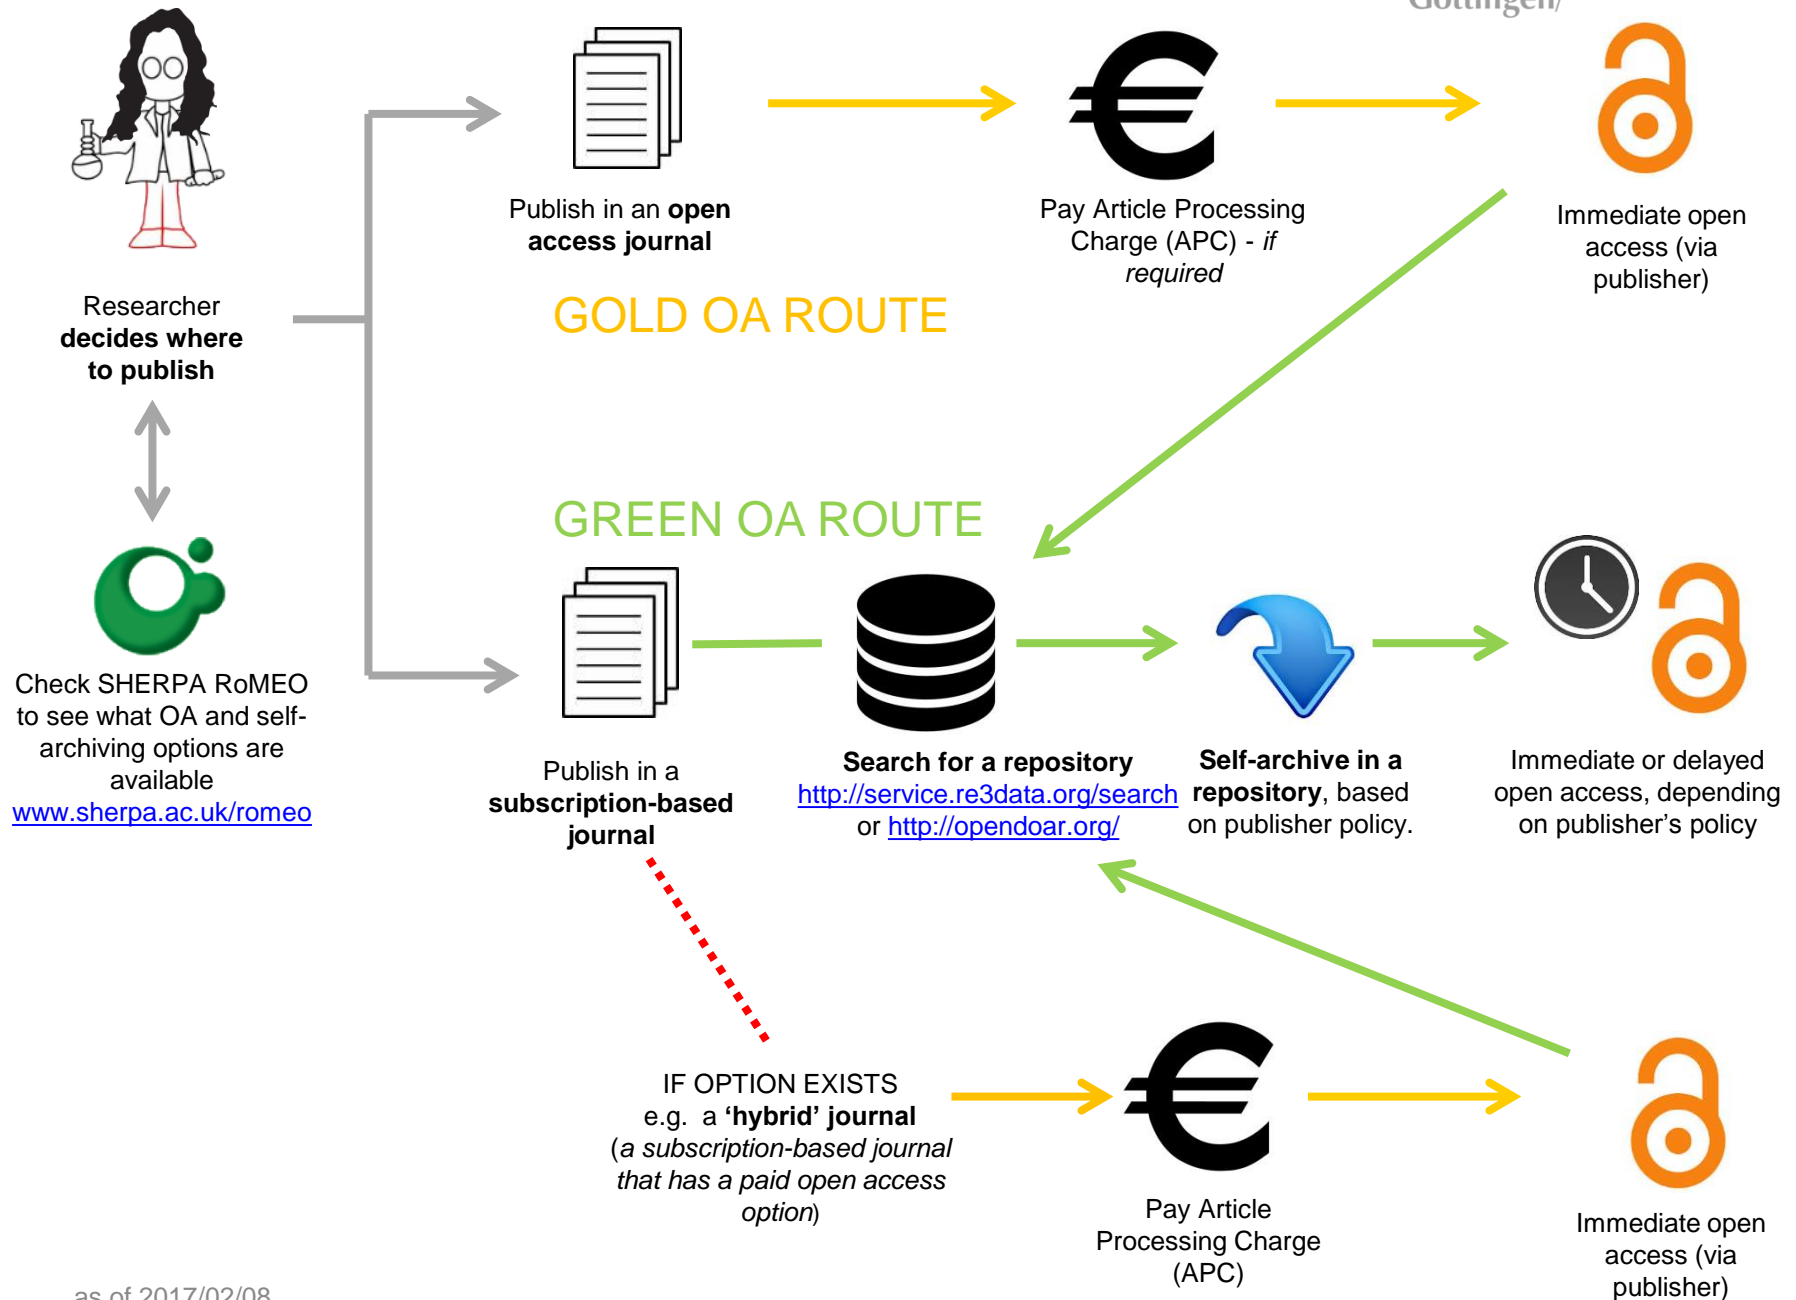 Göttingen/
Publish in an open
access journal
Pay Article Processing
Charge (APC) - if
required
Immediate open
access (via
publisher)
Researcher
decides where
to publish
GOLD OA ROUTE
GREEN OA ROUTE
Check SHERPA RoMEO
to see what OA and self-
archiving options are
available
www.sherpa.ac.uk/romeo
Publish in a
subscription-based
journal
Search for a repository
http://service.re3data.org/search
or http://opendoar.org/
Self-archive in a
repository, based
on publisher policy.
Immediate or delayed
open access, depending
on publisher’s policy
IF OPTION EXISTS
e.g. a ‘hybrid’ journal
(a subscription-based journal
that has a paid open access
option)
Pay Article
Processing Charge
(APC)
Immediate open
access (via
publisher)
as of 2017/02/08